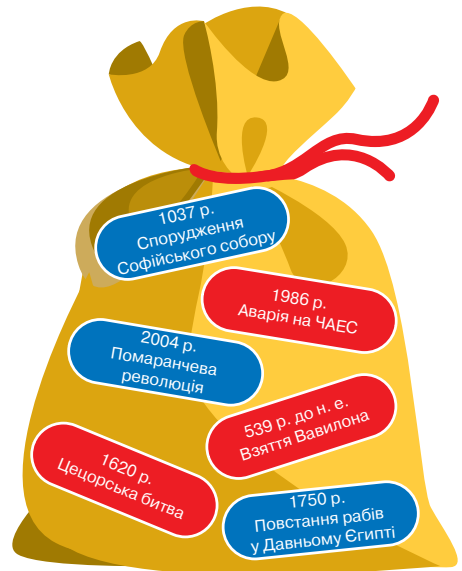 1037 р.
Спорудження
Софійського собору
1986 р.
Аварія на ЧАЕС
2004 р.
Помаранчева
революція
539 р. до н. е.
Взяття Вавилона
1620 р.
Цецорська битва
1750 р.
Повстання рабів
у Давньому Єгипті